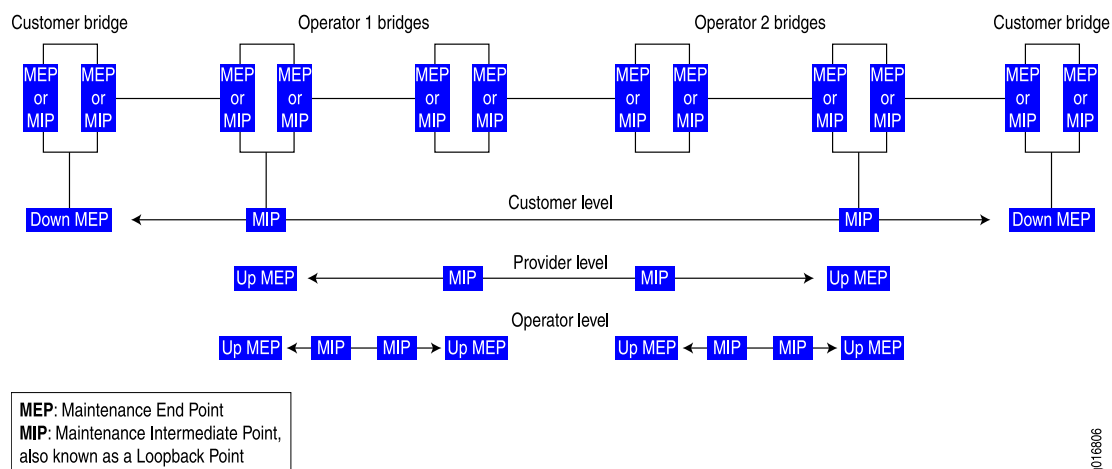 Customer bridge Operator 1 bridges Operator 2 bridges Customer bridge
MEP MEP MEP MEP MEP MEP MEP MEP MEP MEP MEP MEP
or or or or or or or or or or or or
MIP MIP MIP MIP MIP MIP MIP MIP MIP MIP MIP MIP
Customer level
Down MEP MIP MIP Down MEP
Provider level
Up MEP MIP MIP Up MEP
Operator level
Up MEP MIP MIP Up MEP Up MEP MIP MIP Up MEP
MEP: Maintenance End Point
MIP: Maintenance Intermediate Point,
also known as a Loopback Point